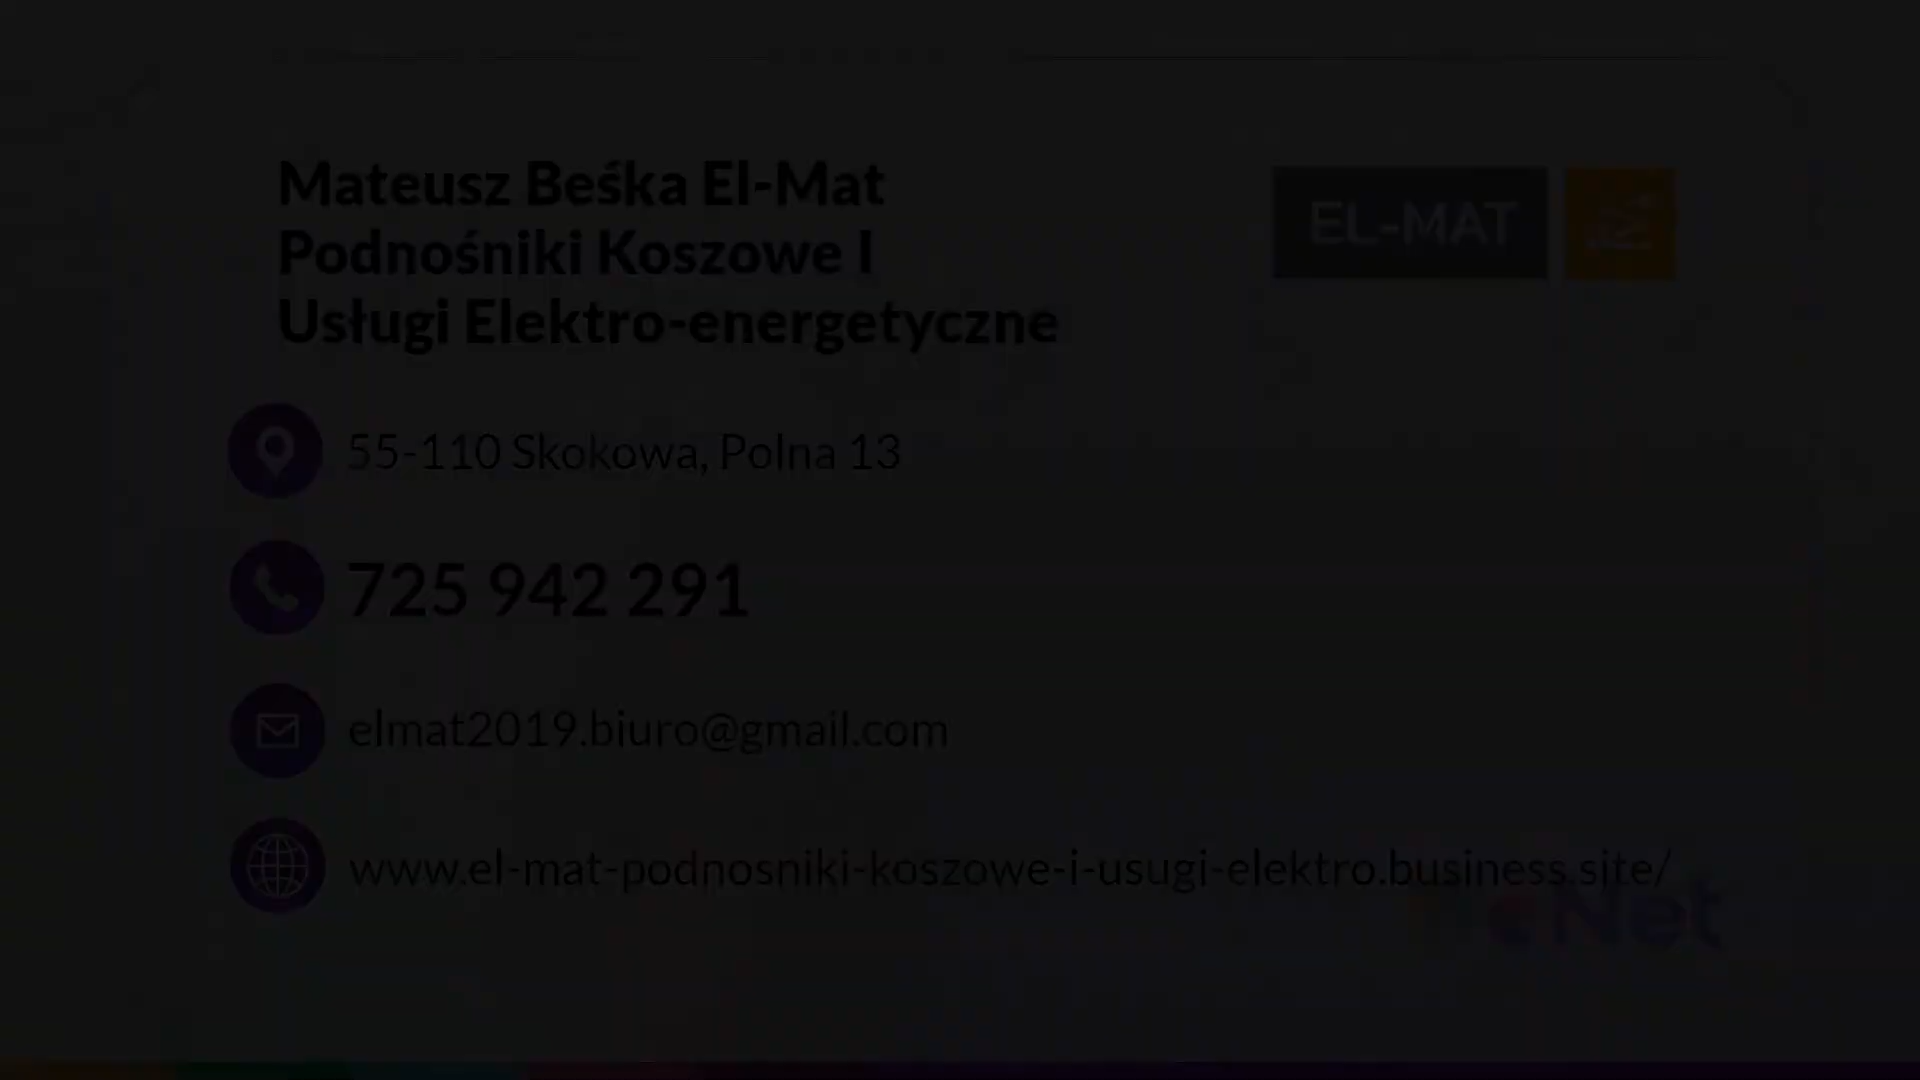 Mateusz Beśka El-Mat
Podnośniki Koszowe I
Usługi Elektro-energetyczne
EL-MAT
55-110 Skokowa, Polna 13
725 942 291
elmat2019.biuro@gmail.com
www.el-mat-podnosniki-koszowe-i-usugi-elektro.business.site/
eNet